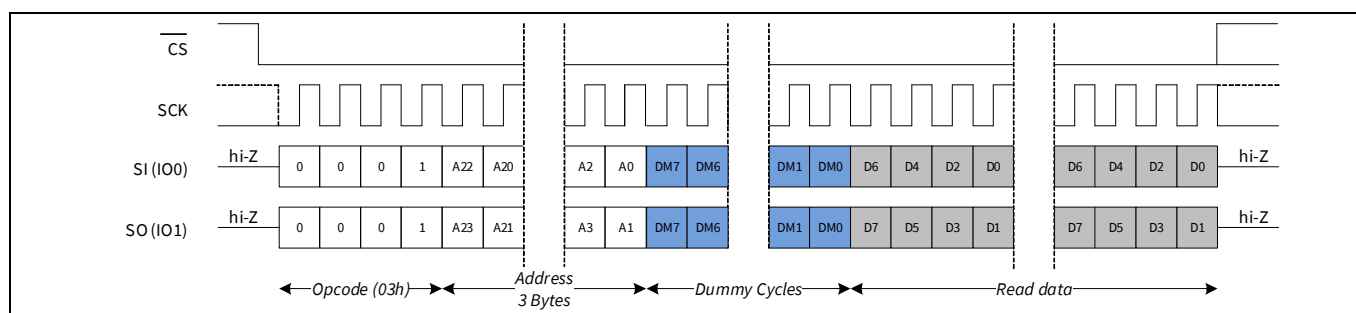 CS
SCK
hi-Z
SI (IO0)
0 0 0 1 A22 A20 A2 A0 DM7 DM6 DM1 DM0 D6 D4 D2 D0 D6 D4 D2 D0
hi-Z
hi-Z
SO (IO1)
0 0 0 1 A23 A21 A3 A1 DM7 DM6 DM1 DM0 D7 D5 D3 D1 D7 D5 D3 D1
hi-Z
Opcode (03h)
Address
3 Bytes
Dummy Cycles
Read data